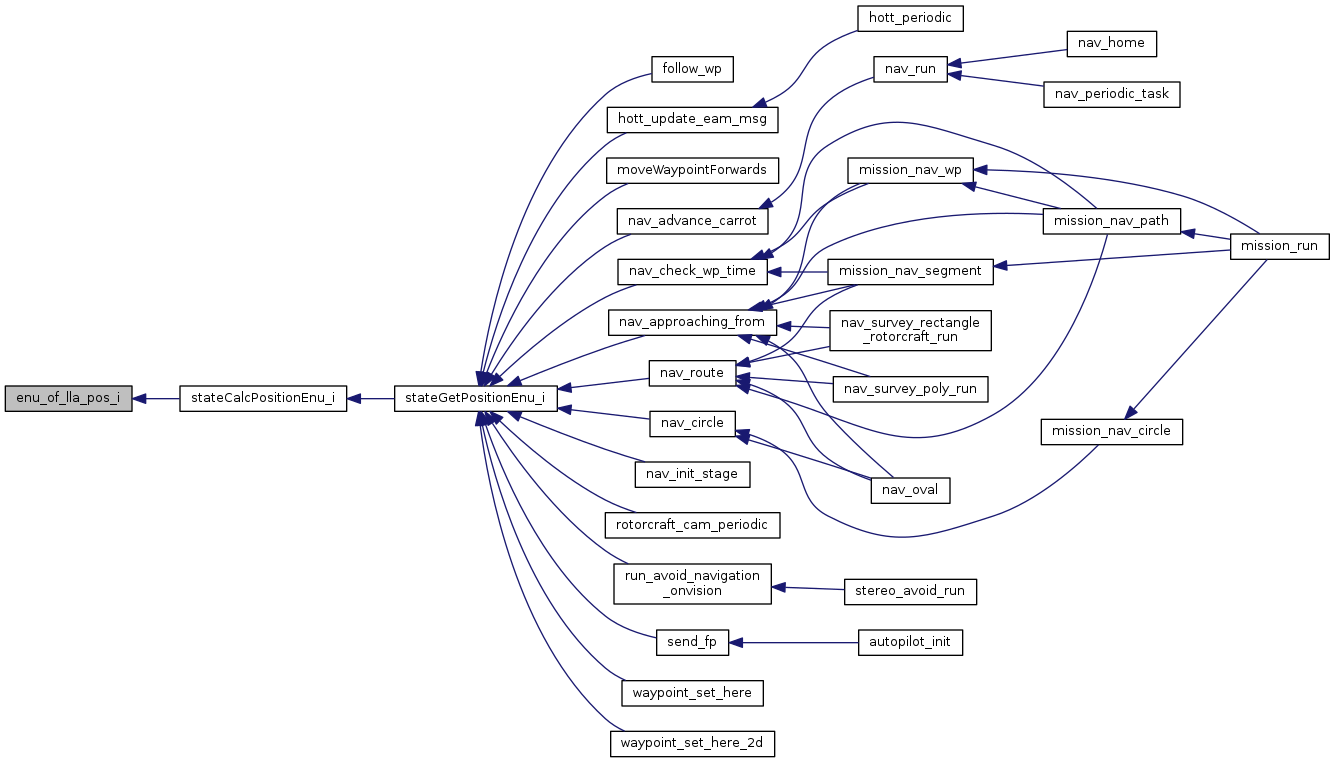 enu_of_lla_pos_i
stateCalcPositionEnu_i
stateGetPositionEnu_i
follow_wp
hott_update_eam_msg
moveWaypointForwards
nav_advance_carrot
nav_check_wp_time
nav_approaching_from
nav_route
nav_circle
nav_init_stage
rotorcraft_cam_periodic
run_avoid_navigation
_onvision
send_fp
waypoint_set_here
waypoint_set_here_2d
hott_periodic
nav_run
mission_nav_wp
mission_nav_segment
nav_survey_rectangle
_rotorcraft_run
nav_survey_poly_run
nav_oval
stereo_avoid_run
autopilot_init
nav_home
nav_periodic_task
mission_nav_path
mission_nav_circle
mission_run